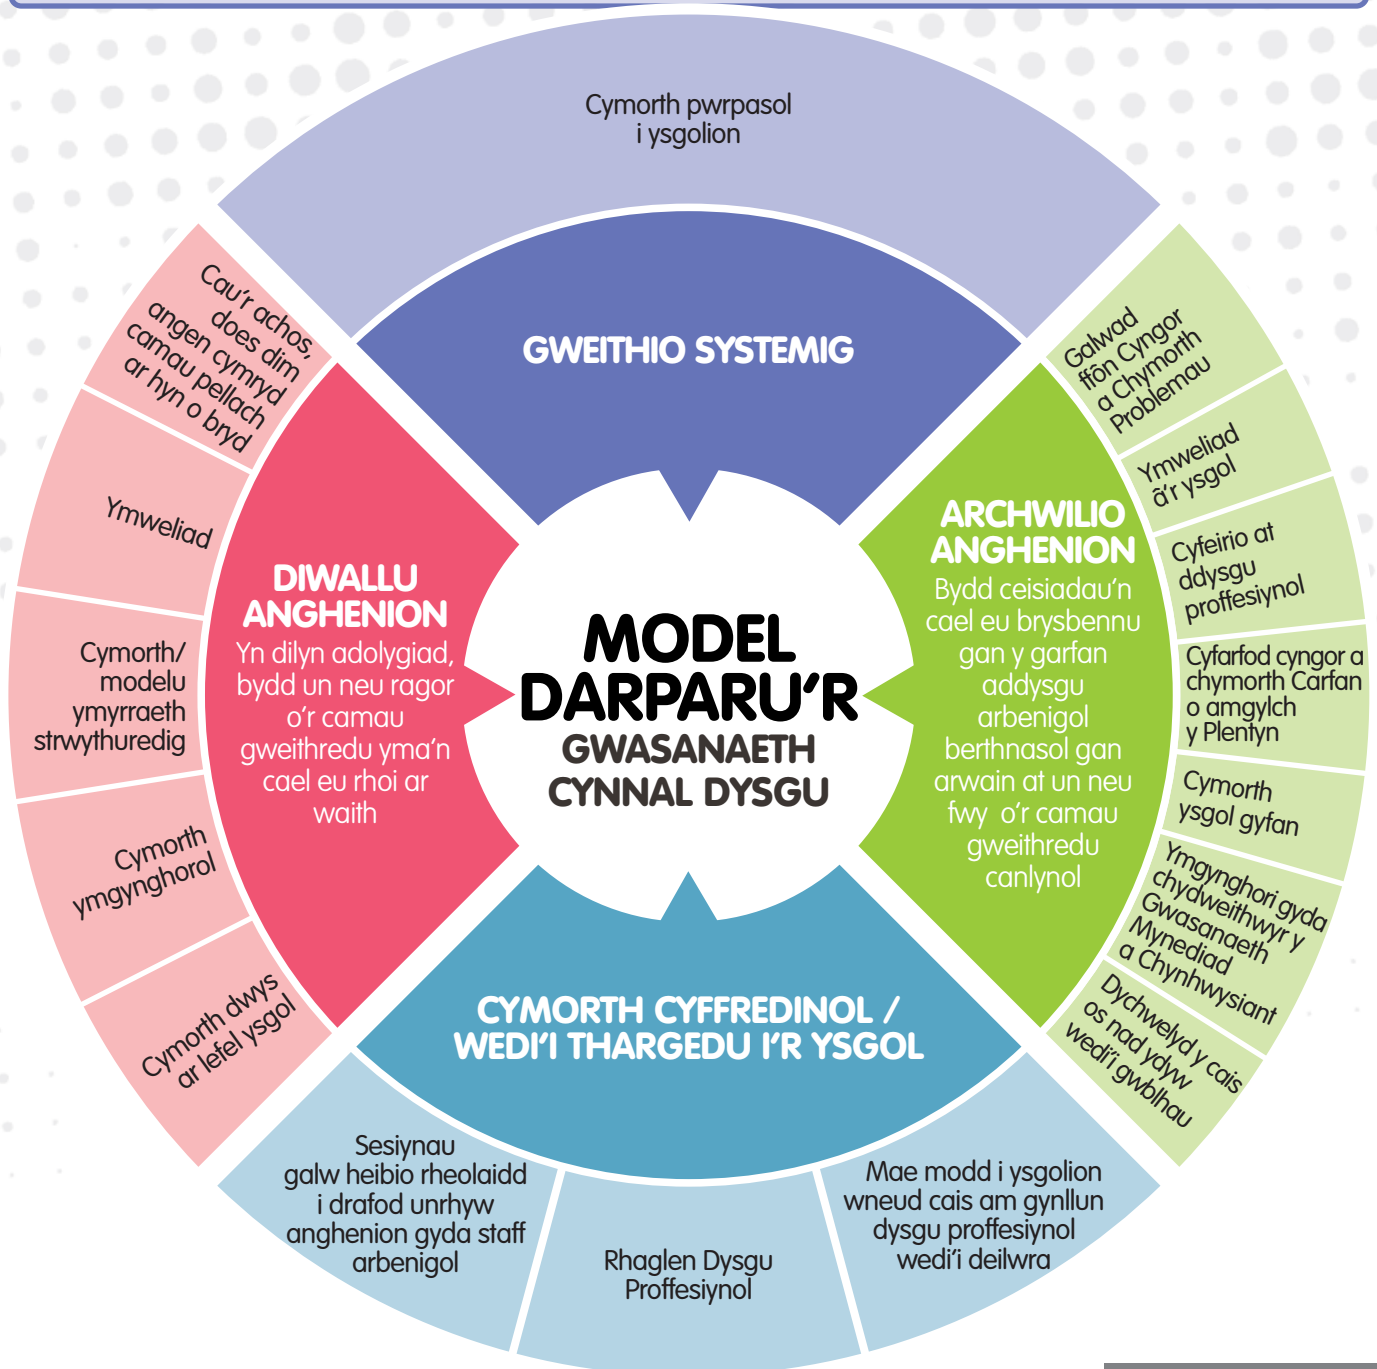 Cymorth pwrpasol
i ysgolion
GWEITHIO SYSTEMIG
Galwad
ffôn Cyngor
a Chymorth
Problemau
Ymweliad
â'r ysgol
Cyfeirio at
ddysgu
proffesiynol
Cyfarfod cyngor a
chymorth Carfan
o amgylch
y Plentyn
Cymorth
ysgol gyfan
Ymgynghori gyda
chydweithwyr y
Gwasanaeth
Mynediad
a Chynhwysiant
Dychwelyd y cais
os nad ydyw
wedi'i gwblhau
ARCHWILIO
ANGHENION
Bydd ceisiadau'n
cael eu brysbennu
gan y garfan
addysgu
arbenigol
berthnasol gan
arwain at un neu
fwy o'r camau
gweithredu
canlynol
MODEL
DARPARU'R
GWASANAETH
CYNNAL DYSGU
CYMORTH CYFFREDINOL /
WEDI'I THARGEDU I'R YSGOL
Mae modd i ysgolion
wneud cais am gynllun
dysgu proffesiynol
wedi'i deilwra
Rhaglen Dysgu
Proffesiynol
Sesiynau
galw heibio rheolaidd
i drafod unrhyw
anghenion gyda staff
arbenigol
DIWALLU
ANGHENION
Yn dilyn adolygiad,
bydd un neu ragor
o'r camau
gweithredu yma'n
cael eu rhoi ar
waith
Cymorth dwys
ar lefel ysgol
Cymorth
ymgynghorol
Cymorth/
modelu
ymyrraeth
strwythuredig
Ymweliad
Cau'r achos,
does dim
angen cymryd
camau pellach
ar hyn o bryd